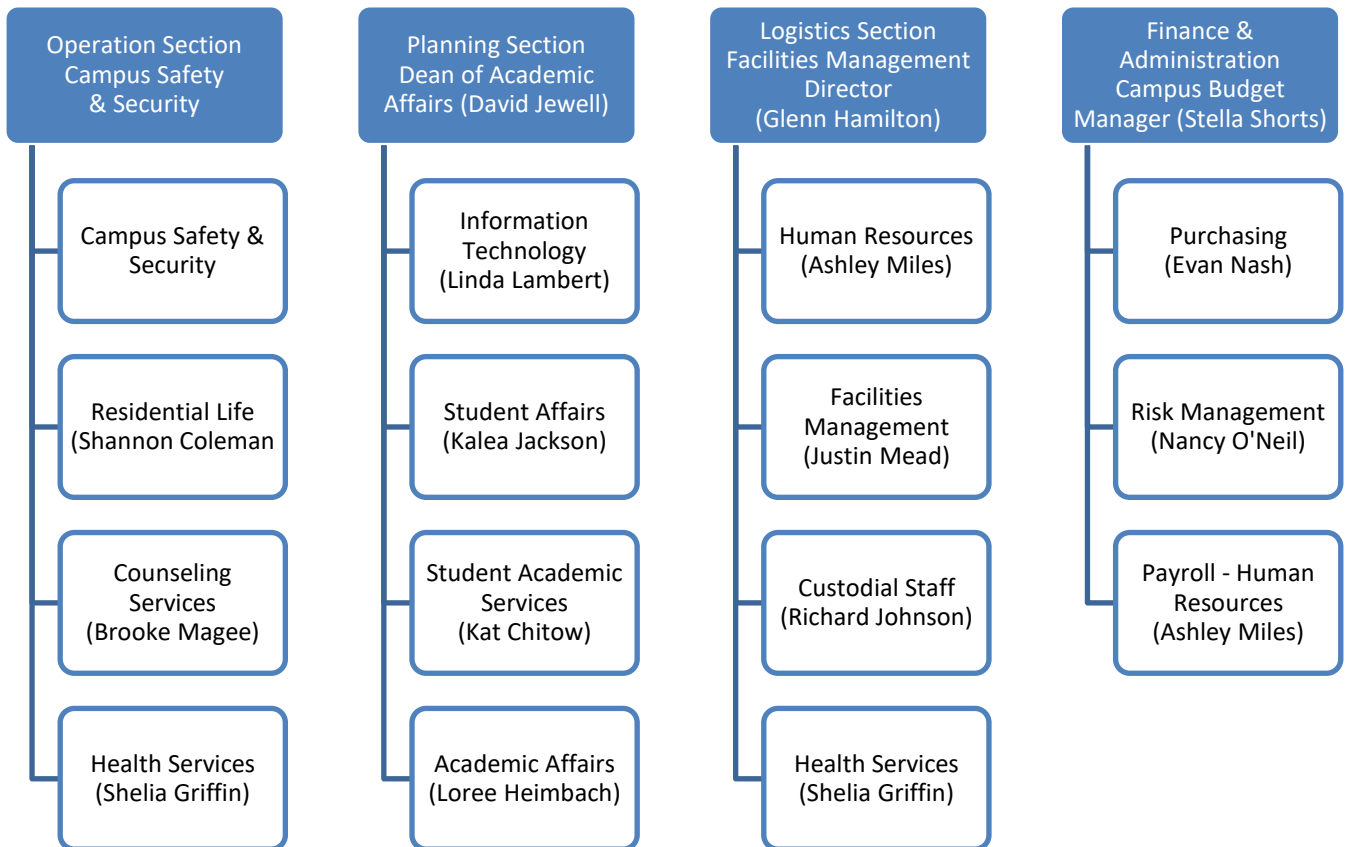 Operation Section
Campus Safety
& Security
Campus Safety &
Security
Residential Life
(Shannon Coleman
Counseling
Services
(Brooke Magee)
Health Services
(Shelia Griffin)
Planning Section
Dean of Academic
Affairs (David Jewell)
Information
Technology
(Linda Lambert)
Student Affairs
(Kalea Jackson)
Student Academic
Services
(Kat Chitow)
Academic Affairs
(Loree Heimbach)
Logistics Section
Facilities Management
Director
(Glenn Hamilton)
Human Resources
(Ashley Miles)
Facilities
Management
(Justin Mead)
Custodial Staff
(Richard Johnson)
Health Services
(Shelia Griffin)
Finance &
Administration
Campus Budget
Manager (Stella Shorts)
Purchasing
(Evan Nash)
Risk Management
(Nancy O'Neil)
Payroll - Human
Resources
(Ashley Miles)